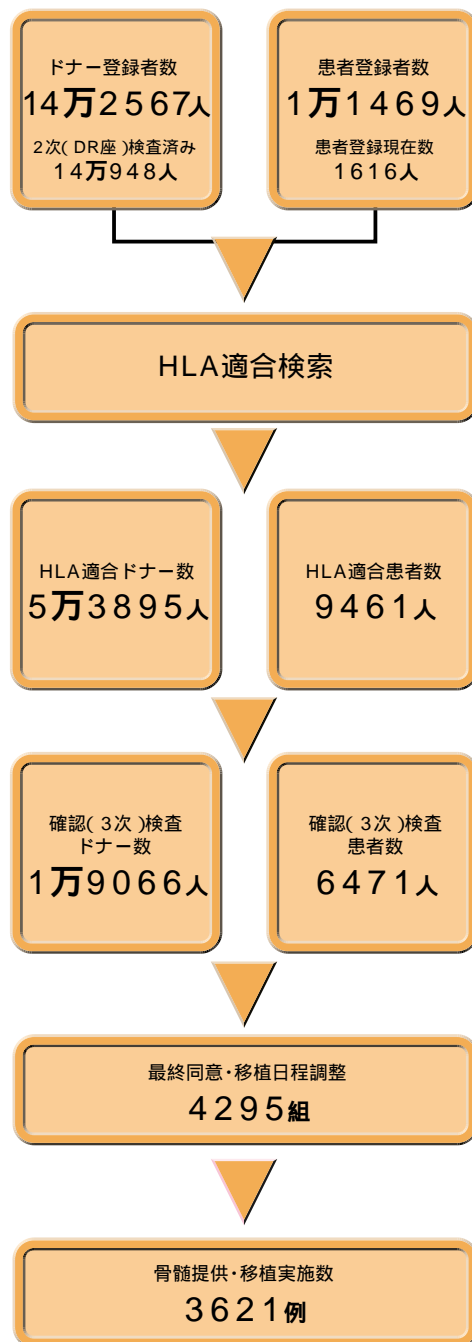 ドナー登録者数
14万2567人
2次(DR座)検査済み
14万948人
患者登録者数
1万1469人
患者登録現在数
1616人
HLA適合検索
HLA適合ドナー数
5万3895人
HLA適合患者数
9461人
確認(3次)検査
ドナー数
1万9066人
確認(3次)検査
患者数
6471人
最終同意・移植日程調整
4295組
骨髄提供・移植実施数
3621例